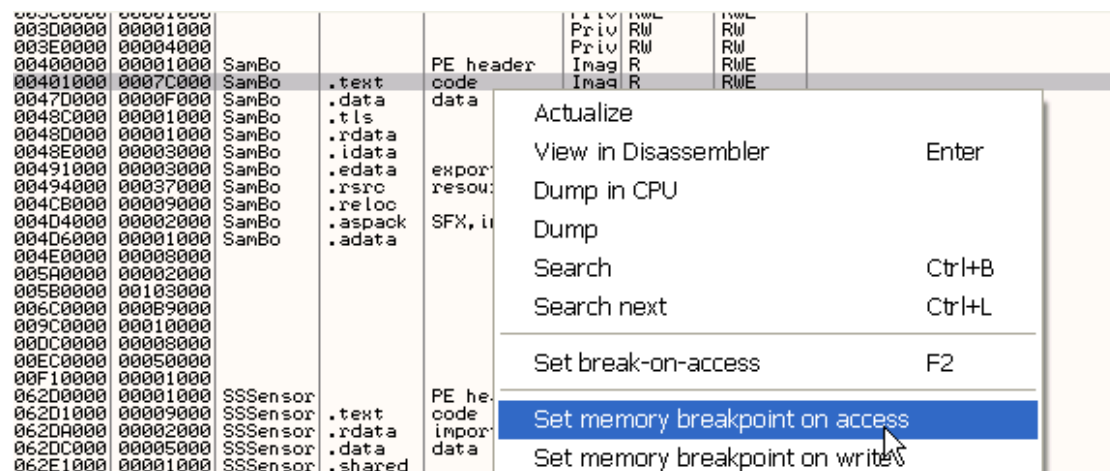 003D0000 00001000 Priv RW RW
003E0000 00004000 Priv RW RW
00400000 00001000 SamBo PE header Imag R RWE
00401000 0007C000 SamBo .text code Imag R RWE
0047D000 0000F000 SamBo .data data
0048C000 00001000 SamBo .tls
0048D000 00001000 SamBo .rdata
0048E000 00003000 SamBo .idata
00491000 00003000 SamBo .edata expor
00494000 00037000 SamBo .rsrc resou
004CB000 00009000 SamBo .reloc
004D4000 00002000 SamBo .aspack SFX,i
004D6000 00001000 SamBo .adata
004E0000 00008000
005A0000 00002000
005B0000 00103000
006C0000 000B9000
009C0000 00010000
00DC0000 00008000
00EC0000 00050000
00F10000 00001000
062D0000 00001000 SSSensor PE he
062D1000 00009000 SSSensor .text code
062DA000 00002000 SSSensor .rdata impor
062DC000 00005000 SSSensor .data data
062E1000 00001000 SSSensor .shared
Actualize
View in Disassembler Enter
Dump in CPU
Dump
Search Ctrl+B
Search next Ctrl+L
Set break-on-access F2
Set memory breakpoint on access
Set memory breakpoint on write